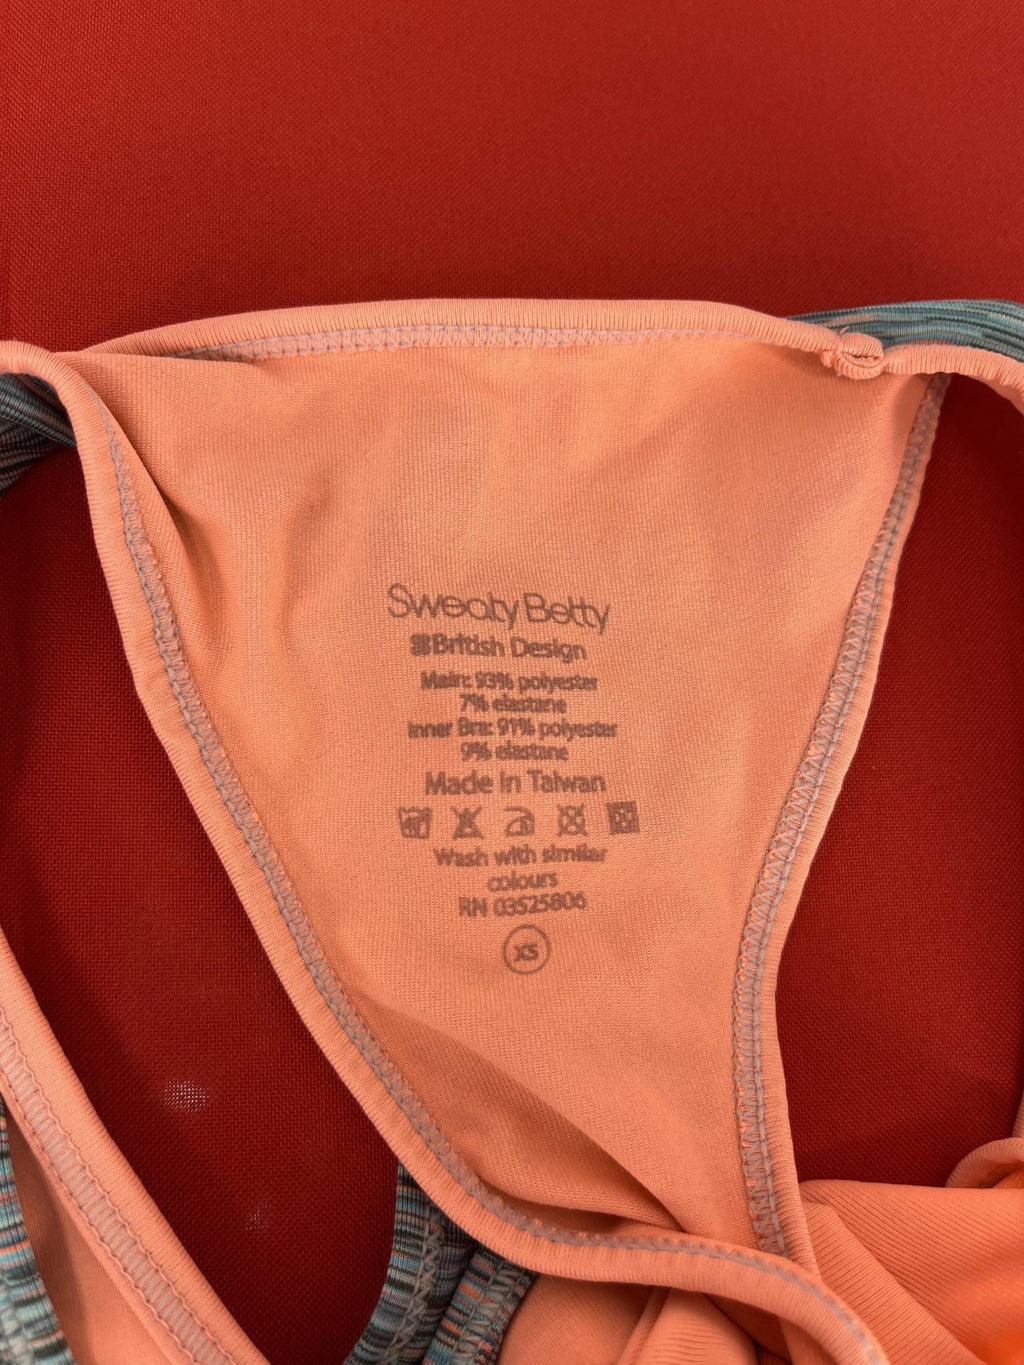 Sweaty Betty
British Design
Main: 93% polyester
7% elastane
Inner Bra: 91% polyester
9% elastane
Made in Taiwan
Wash with similar
colours
RN 03525806
XS